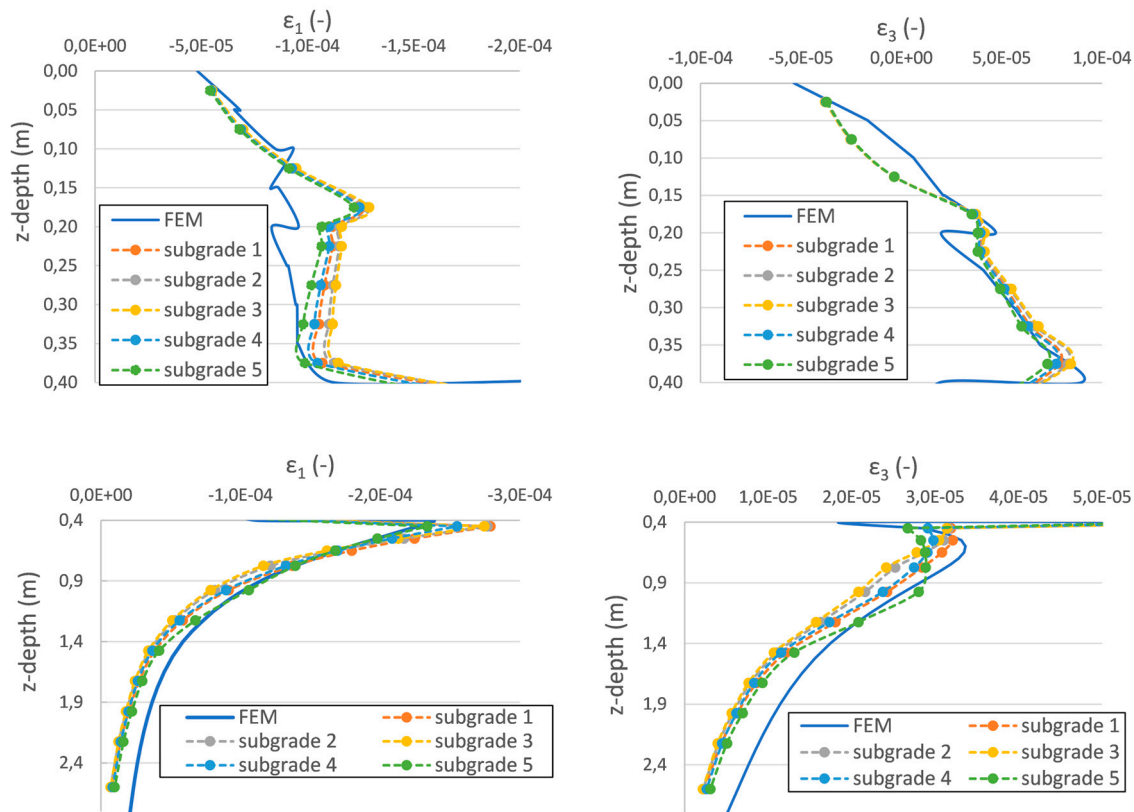 ε1 (-)
0,0E+00 -5,0E-05 -1,0E-04 -1,5E-04 -2,0E-04
z-depth (m)
0,00
0,05
0,10
0,15
0,20
0,25
0,30
0,35
0,40
FEM
subgrade 1
subgrade 2
subgrade 3
subgrade 4
subgrade 5
ε3 (-)
-1,0E-04 -5,0E-05 0,0E+00 5,0E-05 1,0E-04
z-depth (m)
0,00
0,05
0,10
0,15
0,20
0,25
0,30
0,35
0,40
FEM
subgrade 1
subgrade 2
subgrade 3
subgrade 4
subgrade 5
ε1 (-)
0,0E+00 -1,0E-04 -2,0E-04 -3,0E-04
z-depth (m)
0,4
0,9
1,4
1,9
2,4
FEM subgrade 1
subgrade 2 subgrade 3
subgrade 4 subgrade 5
ε3 (-)
0,0E+00 1,0E-05 2,0E-05 3,0E-05 4,0E-05 5,0E-05
z-depth (m)
0,4
0,9
1,4
1,9
2,4
FEM subgrade 1
subgrade 2 subgrade 3
subgrade 4 subgrade 5